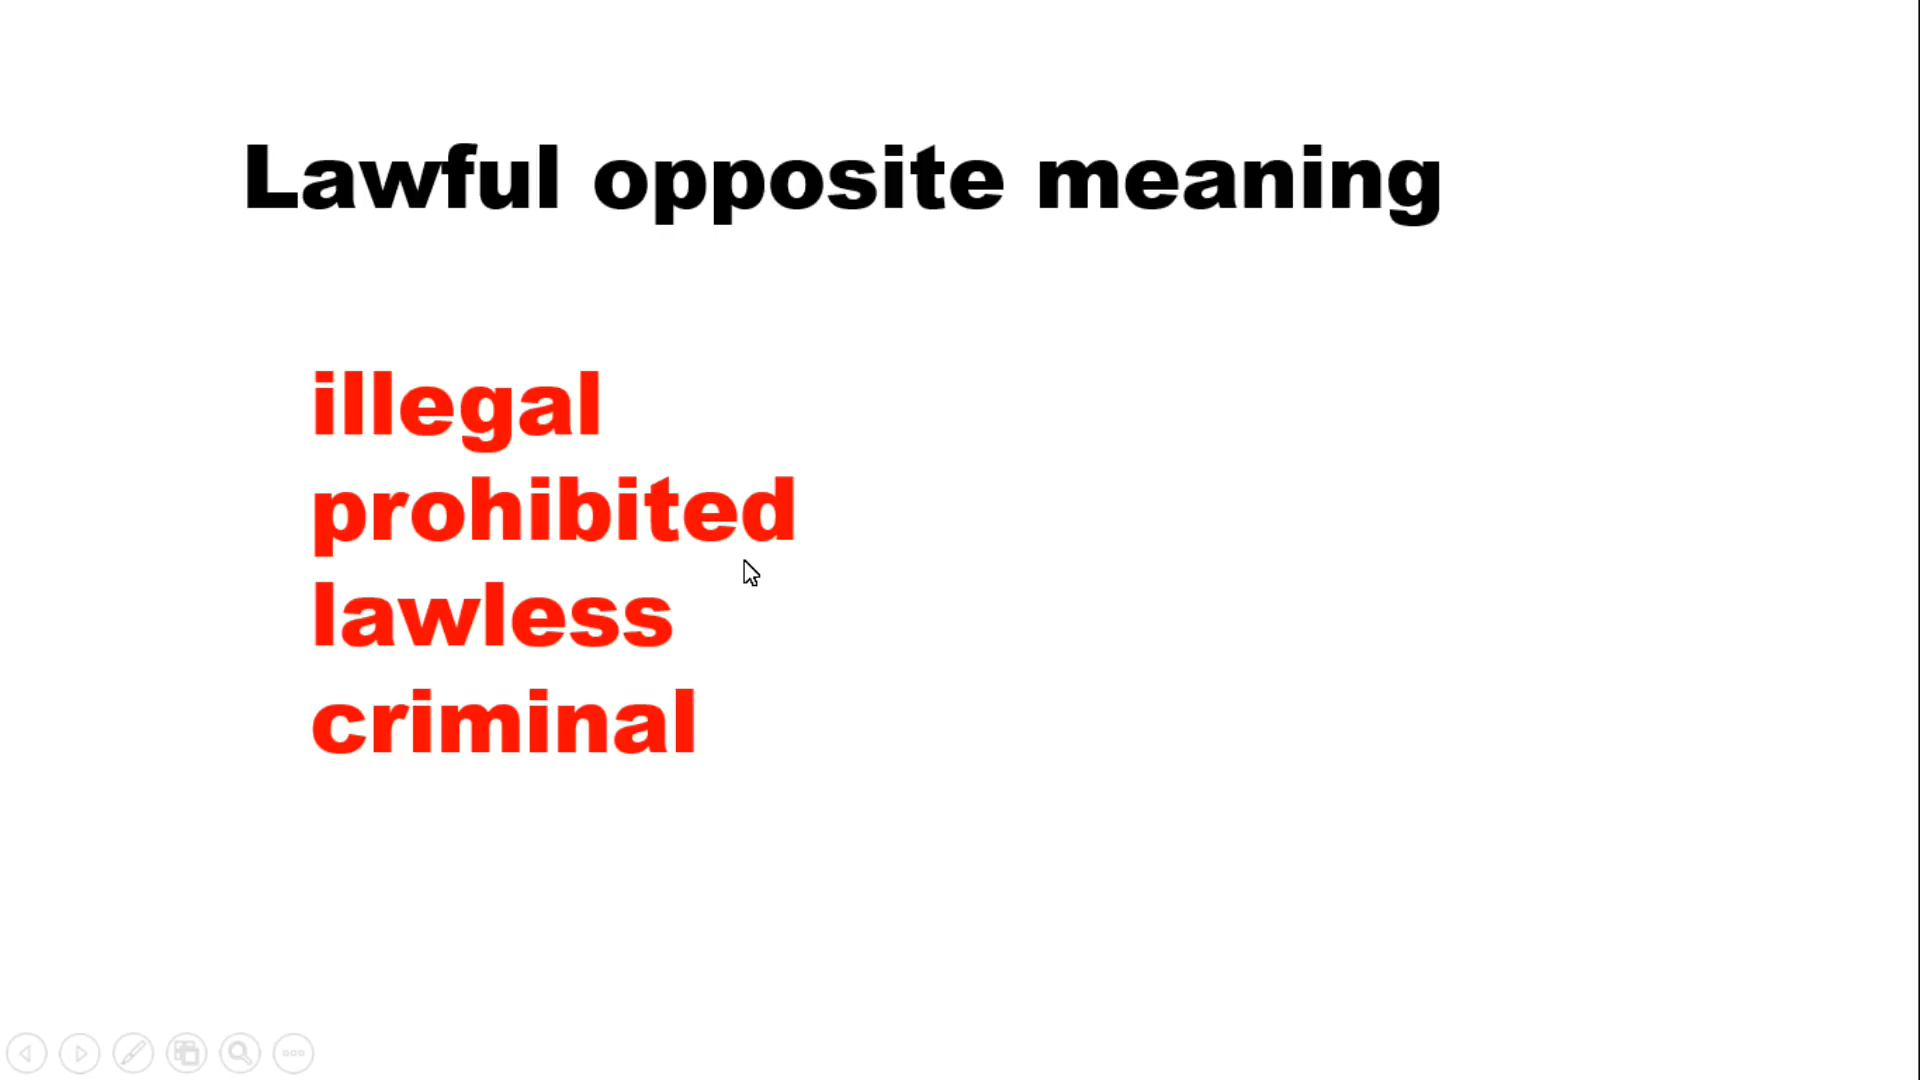 Lawful opposite meaning
illegal
prohibited
lawless
criminal